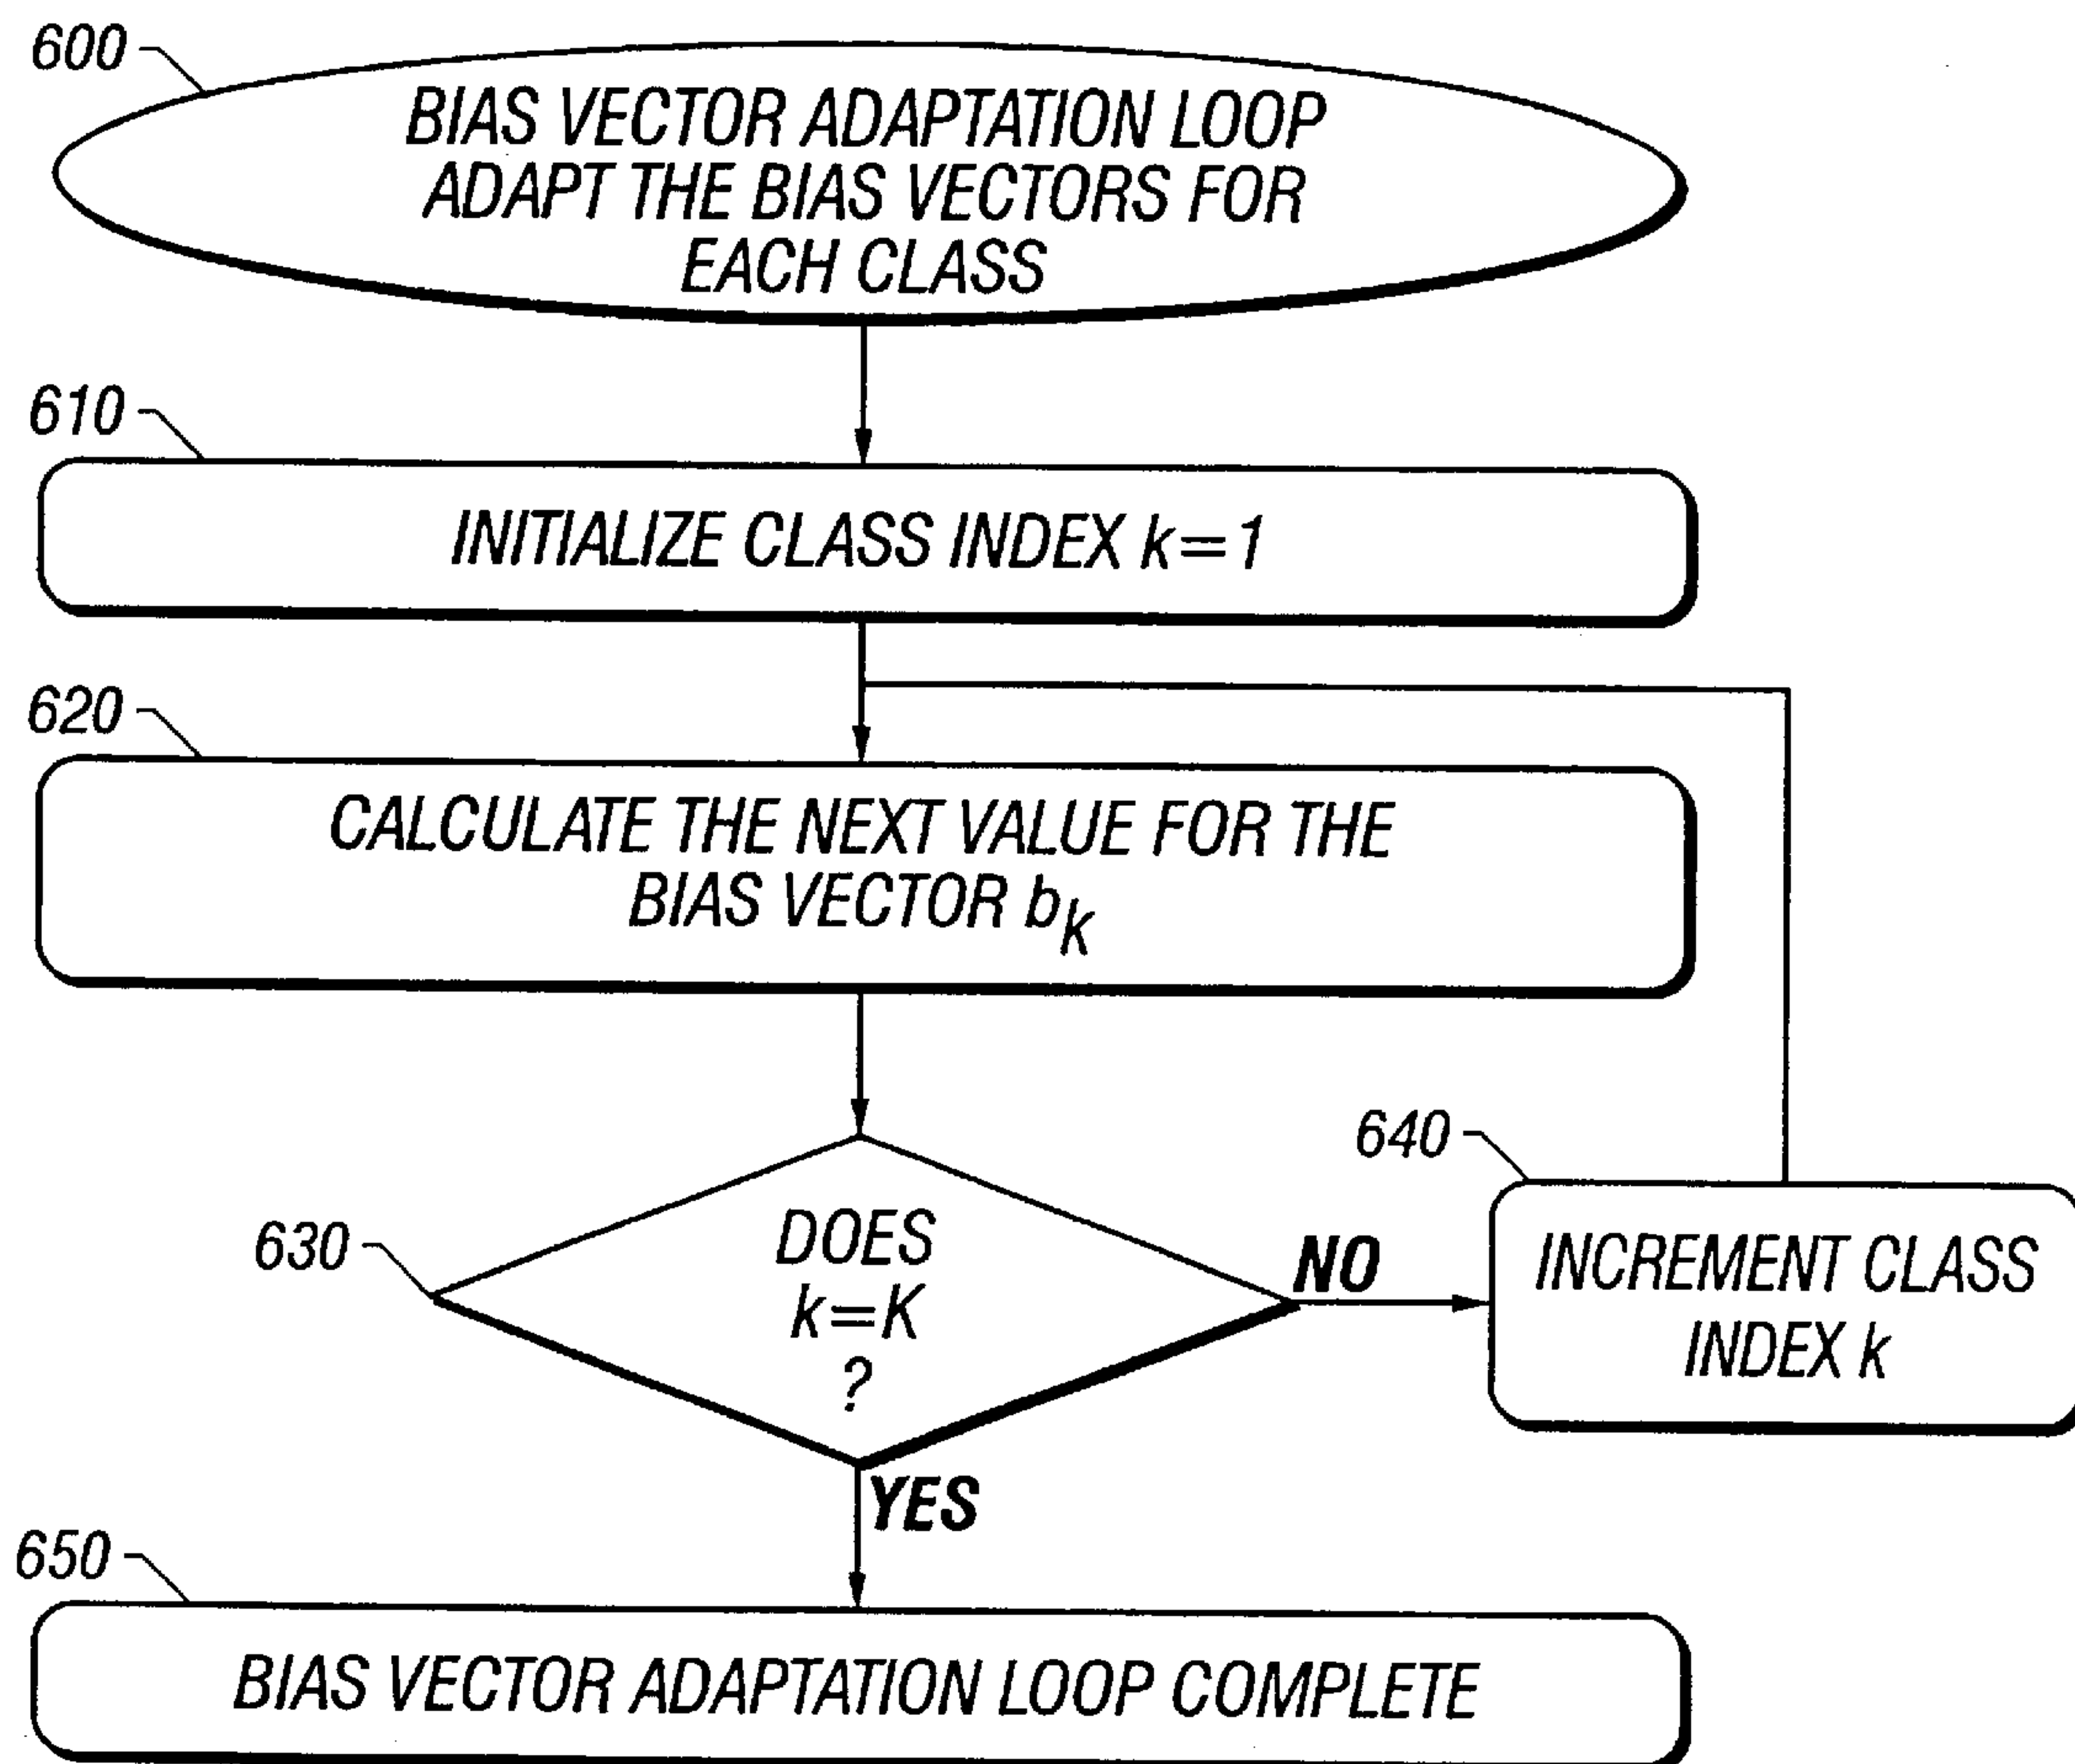 600
BIAS VECTOR ADAPTATION LOOP
ADAPT THE BIAS VECTORS FOR
EACH CLASS
610
INITIALIZE CLASS INDEX k=1
620
CALCULATE THE NEXT VALUE FOR THE
BIAS VECTOR bk
630
DOES
k=K
?
NO
640
INCREMENT CLASS
INDEX k
YES
650
BIAS VECTOR ADAPTATION LOOP COMPLETE